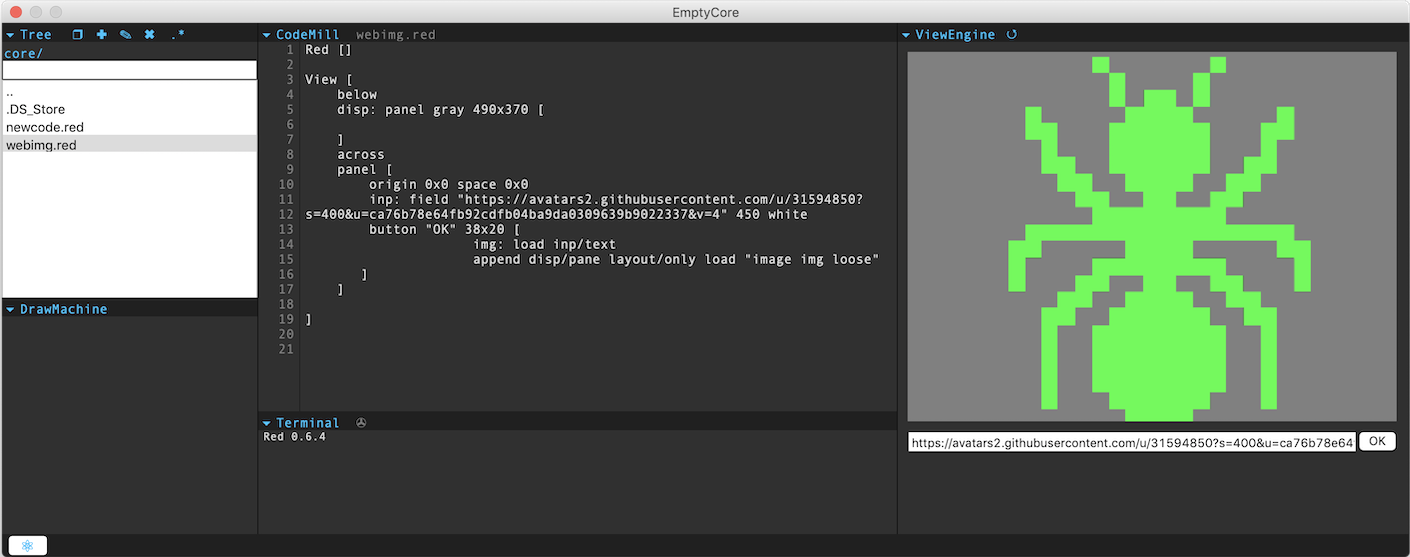 EmptyCore
Tree .*
core/
..
.DS_Store
newcode.red
webimg.red
DrawMachine
CodeMill webimg.red
1 Red []
2
3 View [
4 below
5 disp: panel gray 490x370 [
6
7 ]
8 across
9 panel [
10 origin 0x0 space 0x0
11 inp: field "https://avatars2.githubusercontent.com/u/31594850?
12 s=400&u=ca76b78e64fb92cdfb04ba9da0309639b9022337&v=4" 450 white
13 button "OK" 38x20 [
14 img: load inp/text
15 append disp/pane layout/only load "image img loose"
16 ]
17 ]
18
19 ]
20
21
Terminal
Red 0.6.4
ViewEngine
https://avatars2.githubusercontent.com/u/31594850?s=400&u=ca76b78e64
OK